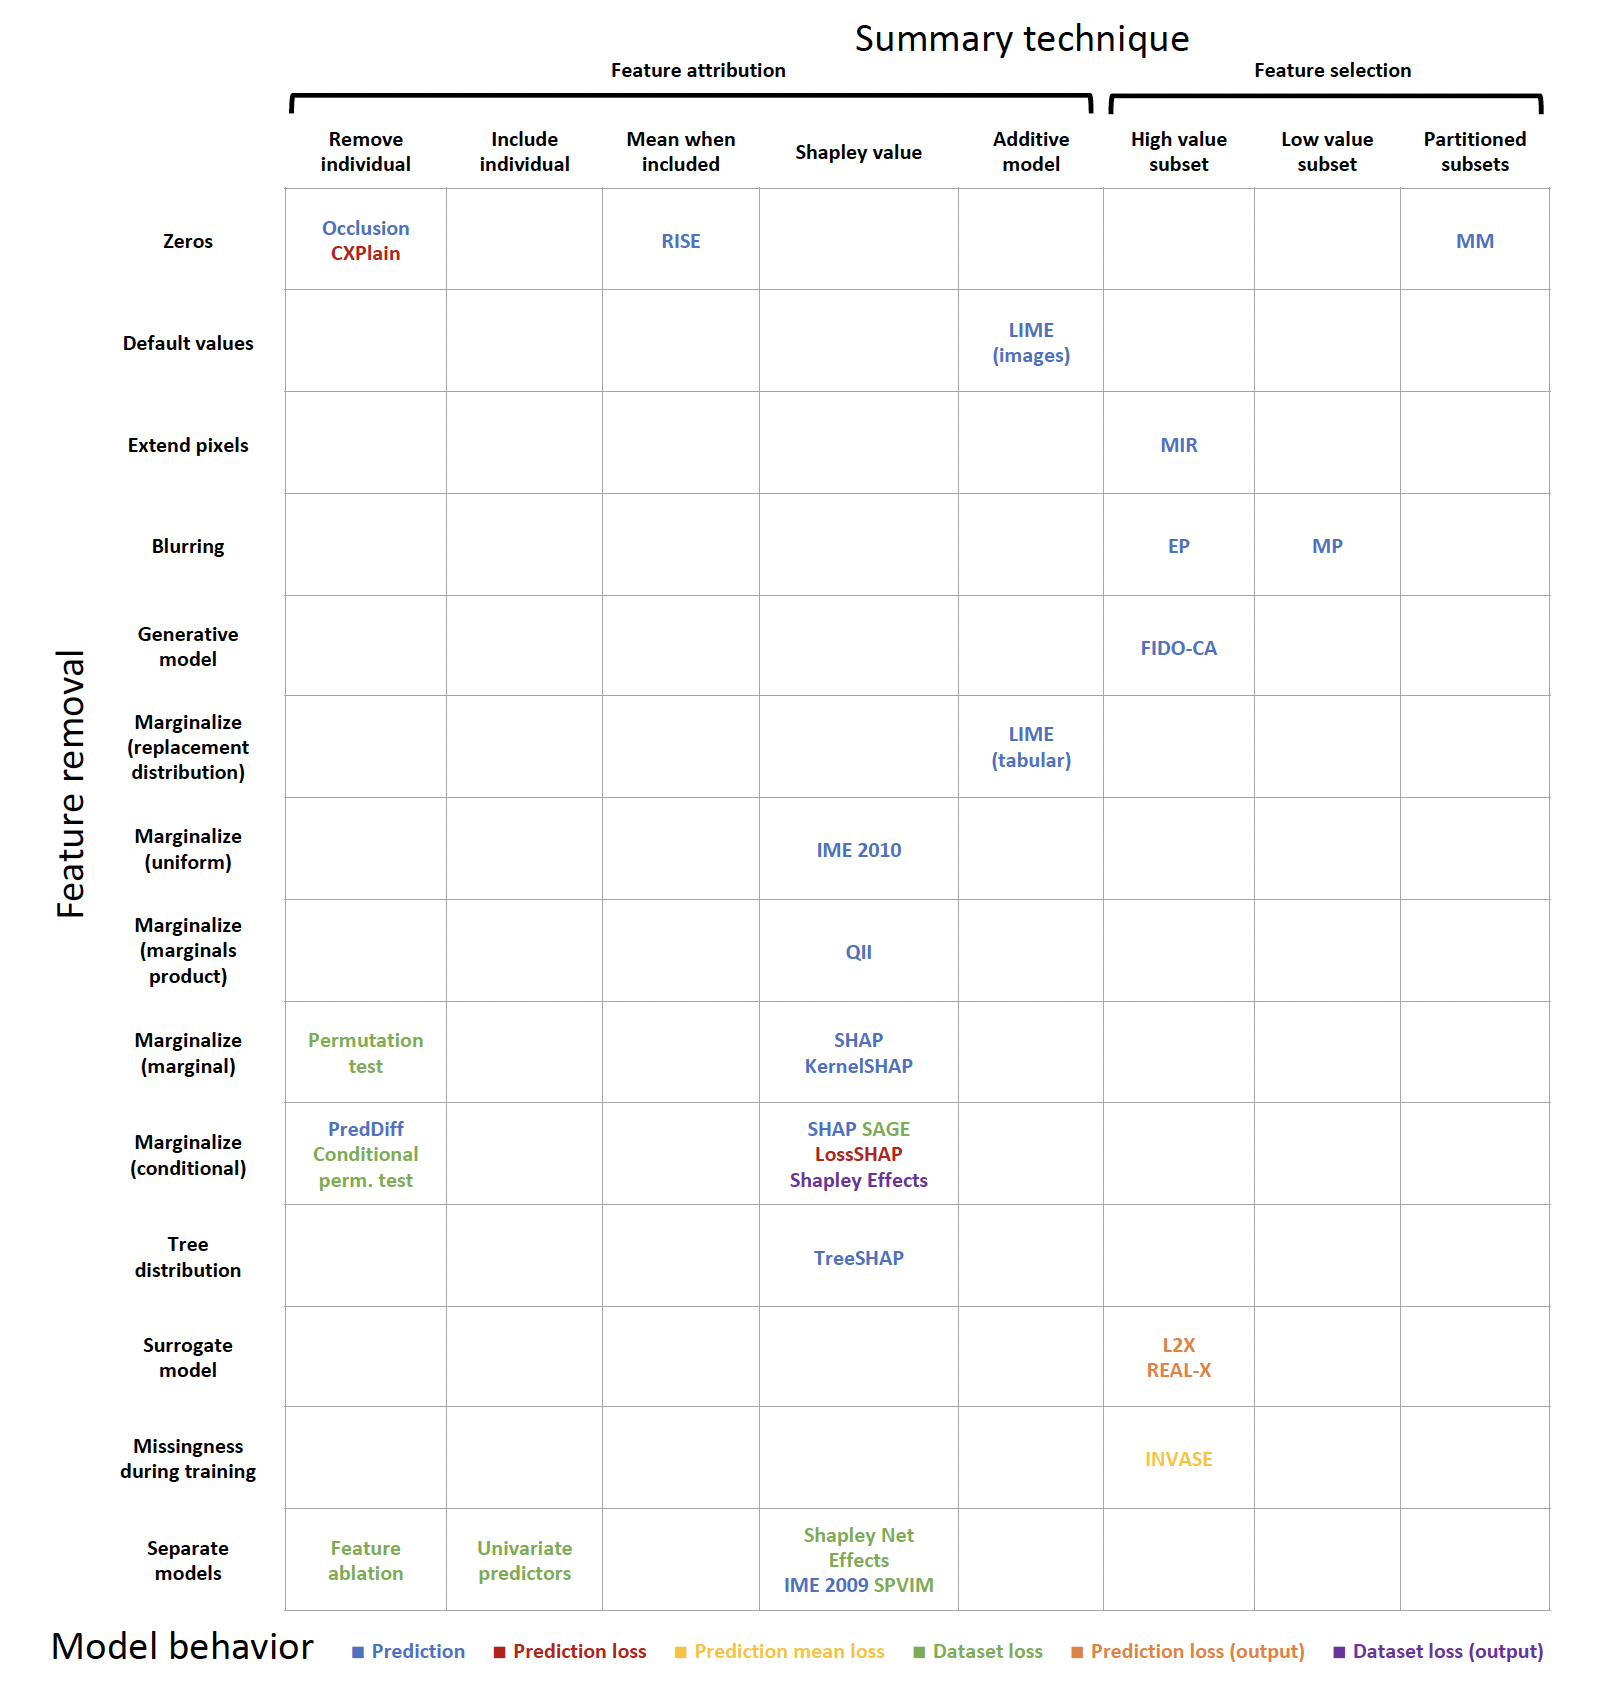 Summary technique
Feature attribution
Feature selection
Remove
individual
Include
individual
Mean when
included
Shapley value
Additive
model
High value
subset
Low value
subset
Partitioned
subsets
Feature removal
Zeros
Occlusion
CXPlain
RISE
MM
Default values
LIME
(images)
Extend pixels
MIR
Blurring
EP
MP
Generative
model
FIDO-CA
Marginalize
(replacement
distribution)
LIME
(tabular)
Marginalize
(uniform)
IME 2010
Marginalize
(marginals
product)
QII
Marginalize
(marginal)
Permutation
test
SHAP
KernelSHAP
Marginalize
(conditional)
PredDiff
Conditional
perm. test
SHAP SAGE
LossSHAP
Shapley Effects
Tree
distribution
TreeSHAP
Surrogate
model
L2X
REAL-X
Missingness
during training
INVASE
Separate
models
Feature
ablation
Univariate
predictors
Shapley Net
Effects
IME 2009 SPVIM
Model behavior
Prediction
Prediction loss
Prediction mean loss
Dataset loss
Prediction loss (output)
Dataset loss (output)